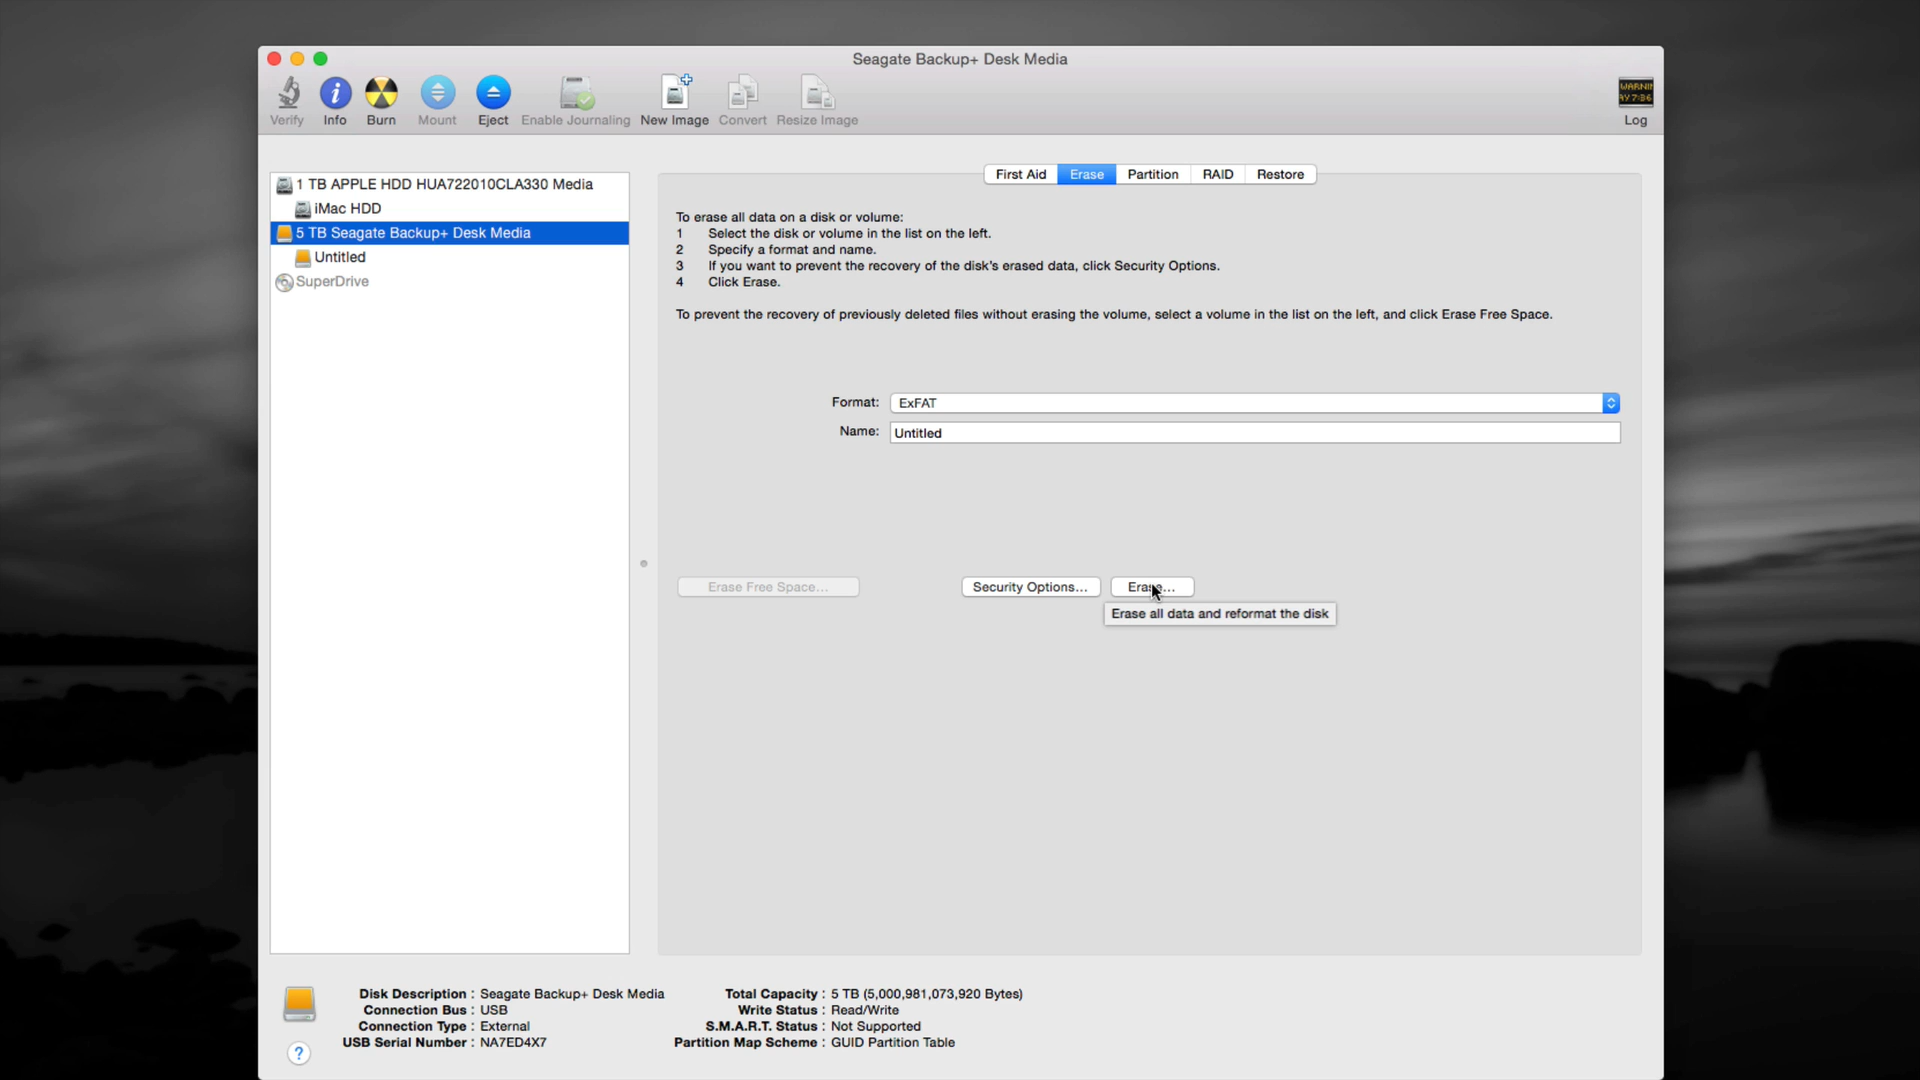 Seagate Backup+ Desk Media
Verify Info Burn Mount Eject Enable Journaling New Image Convert Resize Image
WARNIN
AY 7:36
Log
1 TB APPLE HDD HUA722010CLA330 Media
iMac HDD
5 TB Seagate Backup+ Desk Media
Untitled
SuperDrive
First Aid Erase Partition RAID Restore
To erase all data on a disk or volume:
1 Select the disk or volume in the list on the left.
2 Specify a format and name.
3 If you want to prevent the recovery of the disk's erased data, click Security Options.
4 Click Erase.
To prevent the recovery of previously deleted files without erasing the volume, select a volume in the list on the left, and click Erase Free Space.
Format: ExFAT
Name: Untitled
Erase Free Space... Security Options... Erase...
Erase all data and reformat the disk
Disk Description : Seagate Backup+ Desk Media
Connection Bus : USB
Connection Type : External
USB Serial Number : NA7ED4X7
Total Capacity : 5 TB (5,000,981,073,920 Bytes)
Write Status : Read/Write
S.M.A.R.T. Status : Not Supported
Partition Map Scheme : GUID Partition Table
?